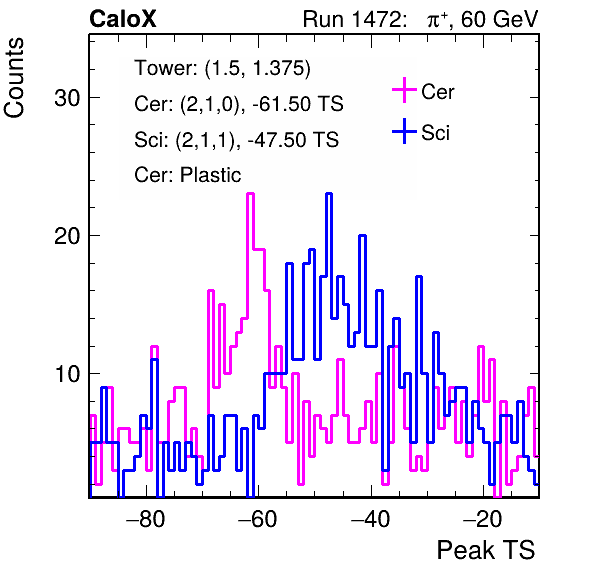 CaloX Run 1472: π⁺, 60 GeV
Counts
Tower: (1.5, 1.375)
Cer: (2,1,0), -61.50 TS
Sci: (2,1,1), -47.50 TS
Cer: Plastic
Cer
Sci
30
20
10
−80 −60 −40 −20
Peak TS